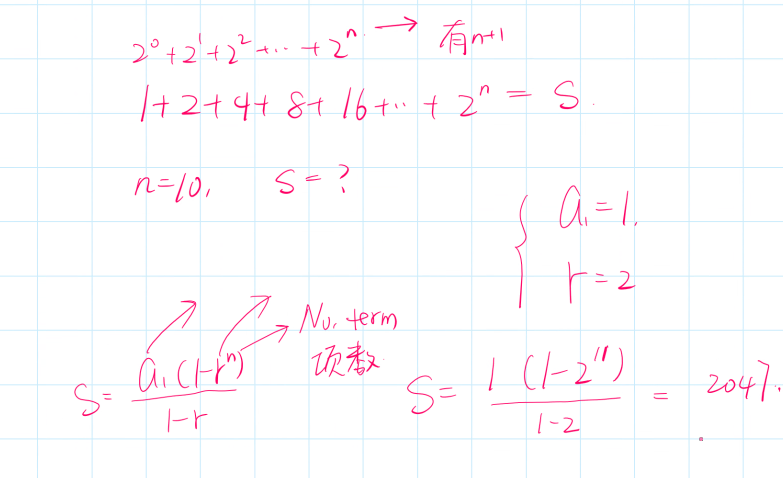 2⁰+2¹+2²+...+2ⁿ → 有n+1
1+2+4+8+16+...+2ⁿ = S.
n=10, S=?
a₁=1.
r=2
No. term
项数
S= a₁(1-rⁿ)/1-r
S= 1(1-2¹¹)/1-2 = 2047.